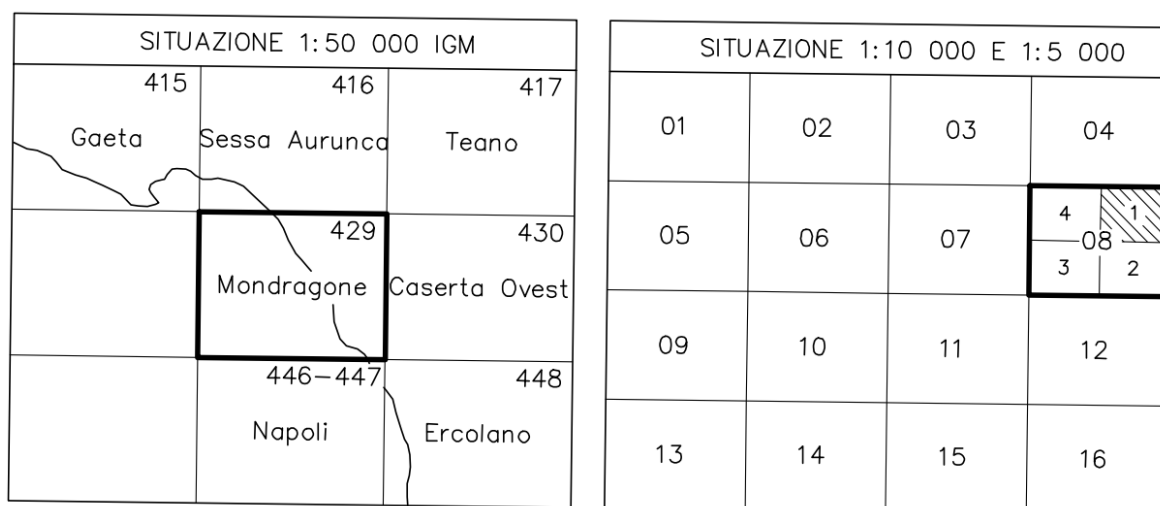 SITUAZIONE 1:50 000 IGM
415 416 417
Gaeta Sessa Aurunca Teano
429 430
Mondragone Caserta Ovest
446-447 448
Napoli Ercolano
SITUAZIONE 1:10 000 E 1:5 000
01 02 03 04
05 06 07 08
4 1
3 2
09 10 11 12
13 14 15 16